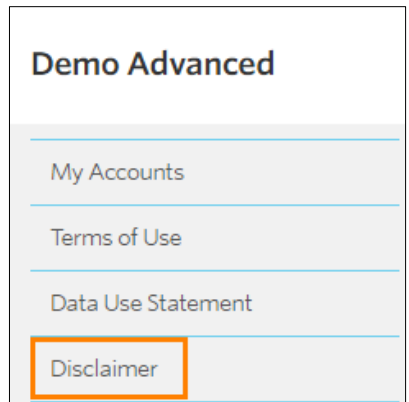 Demo Advanced
My Accounts
Terms of Use
Data Use Statement
Disclaimer